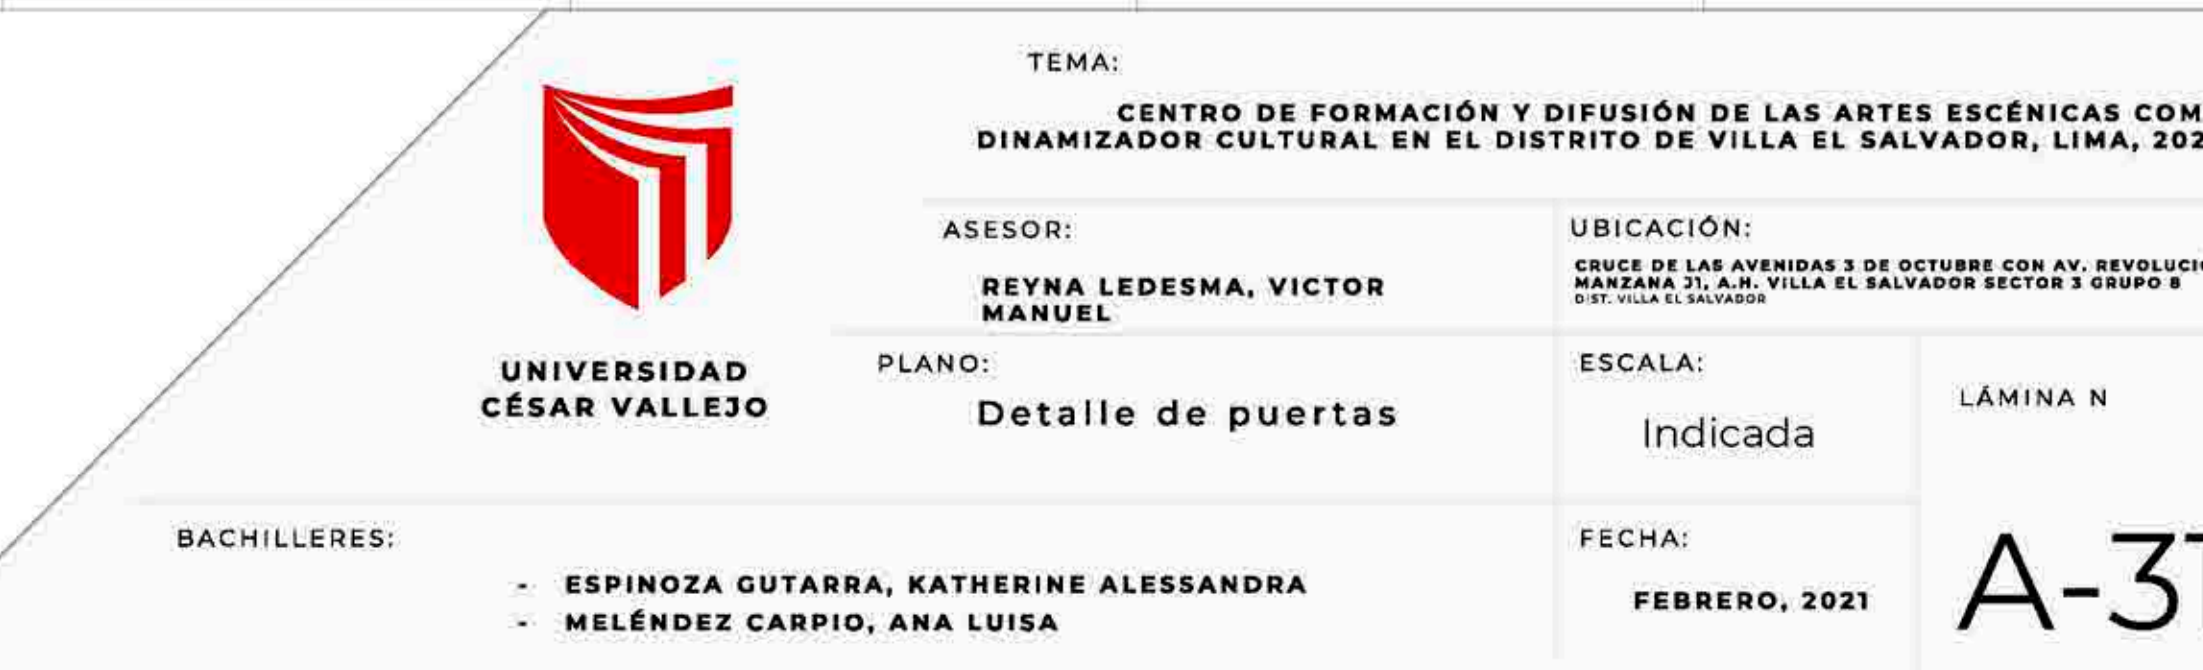 TEMA:
CENTRO DE FORMACIÓN Y DIFUSIÓN DE LAS ARTES ESCÉNICAS COM
DINAMIZADOR CULTURAL EN EL DISTRITO DE VILLA EL SALVADOR, LIMA, 202
ASESOR:
REYNA LEDESMA, VICTOR
MANUEL
UBICACIÓN:
CRUCE DE LAS AVENIDAS 3 DE OCTUBRE CON AV. REVOLUCI
MANZANA J1, A.H. VILLA EL SALVADOR SECTOR 3 GRUPO 8
DIST. VILLA EL SALVADOR
UNIVERSIDAD
CÉSAR VALLEJO
PLANO:
Detalle de puertas
ESCALA:
Indicada
LÁMINA N
BACHILLERES:
- ESPINOZA GUTARRA, KATHERINE ALESSANDRA
- MELÉNDEZ CARPIO, ANA LUISA
FECHA:
FEBRERO, 2021
A-3